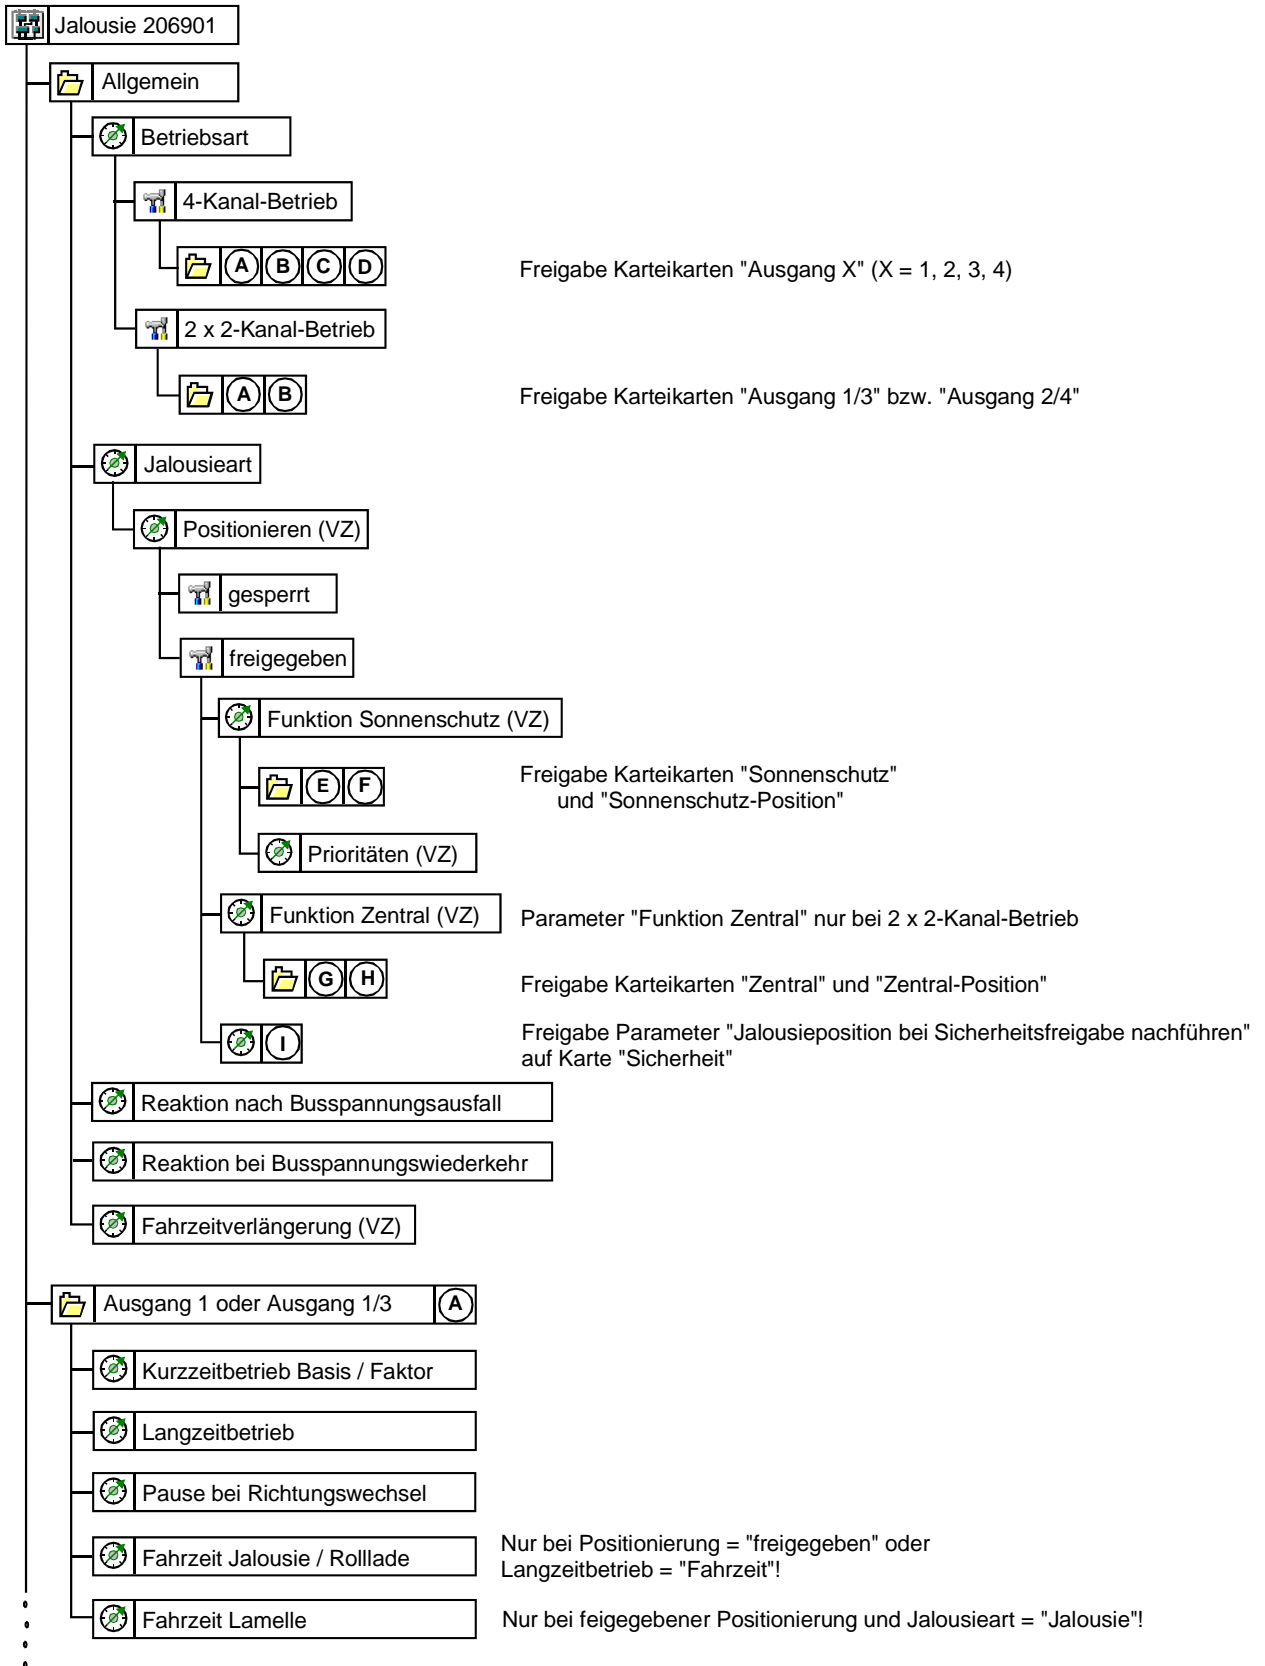 Jalousie 206901
Allgemein
Betriebsart
4-Kanal-Betrieb
A B C D
Freigabe Karteikarten "Ausgang X" (X = 1, 2, 3, 4)
2 x 2-Kanal-Betrieb
A B
Freigabe Karteikarten "Ausgang 1/3" bzw. "Ausgang 2/4"
Jalousieart
Positionieren (VZ)
gesperrt
freigegeben
Funktion Sonnenschutz (VZ)
E F
Freigabe Karteikarten "Sonnenschutz"
und "Sonnenschutz-Position"
Prioritäten (VZ)
Funktion Zentral (VZ)
Parameter "Funktion Zentral" nur bei 2 x 2-Kanal-Betrieb
G H
Freigabe Karteikarten "Zentral" und "Zentral-Position"
I
Freigabe Parameter "Jalousieposition bei Sicherheitsfreigabe nachführen"
auf Karte "Sicherheit"
Reaktion nach Busspannungsausfall
Reaktion bei Busspannungswiederkehr
Fahrzeitverlängerung (VZ)
Ausgang 1 oder Ausgang 1/3 A
Kurzzeitbetrieb Basis / Faktor
Langzeitbetrieb
Pause bei Richtungswechsel
Fahrzeit Jalousie / Rolllade
Nur bei Positionierung = "freigegeben" oder
Langzeitbetrieb = "Fahrzeit"!
Fahrzeit Lamelle
Nur bei feigegebener Positionierung und Jalousieart = "Jalousie"!